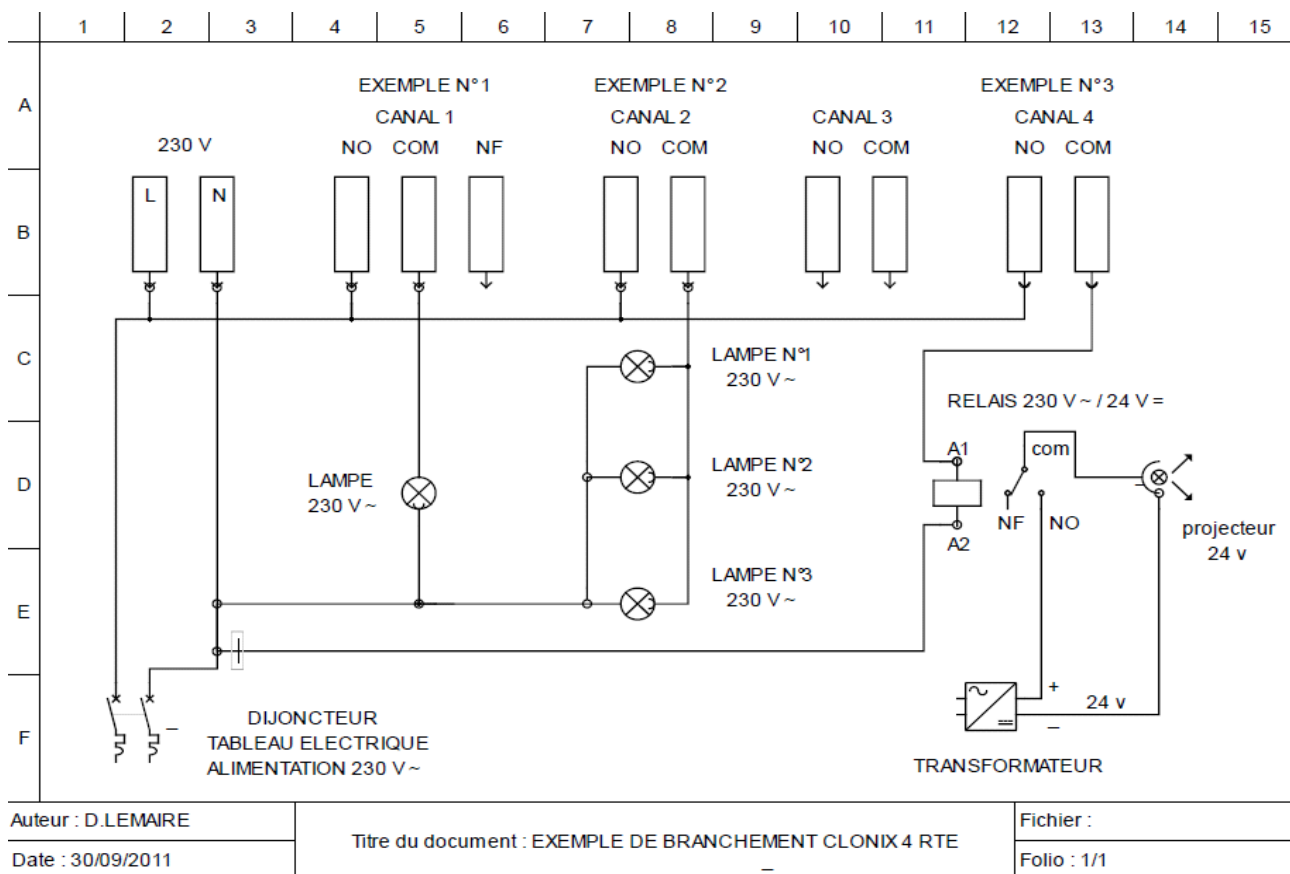 1 2 3 4 5 6 7 8 9 10 11 12 13 14 15
A
EXEMPLE N°1 EXEMPLE N°2 EXEMPLE N°3
CANAL 1 CANAL 2 CANAL 3 CANAL 4
230 V NO COM NF NO COM NO COM NO COM
L N
B
C
LAMPE N°1
230 V ~
RELAIS 230 V ~ / 24 V =
A1 com
D
LAMPE
230 V ~
LAMPE N°2
230 V ~
NF NO
A2
projecteur
24 v
LAMPE N°3
230 V ~
E
+
24 v
–
F
DIJONCTEUR
TABLEAU ELECTRIQUE
ALIMENTATION 230 V ~
TRANSFORMATEUR
Auteur : D.LEMAIRE
Date : 30/09/2011
Titre du document : EXEMPLE DE BRANCHEMENT CLONIX 4 RTE
Fichier :
Folio : 1/1